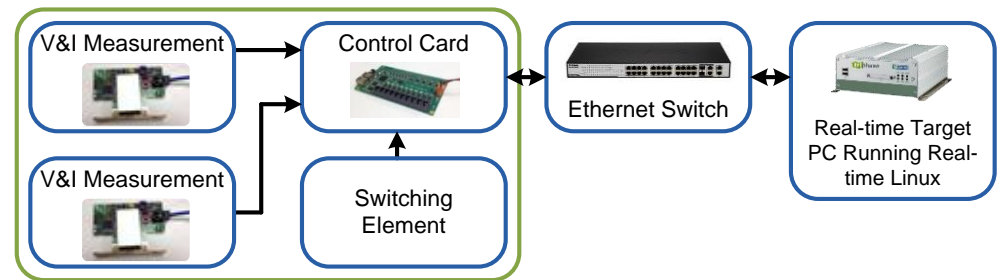 V&I Measurement
Control Card
Ethernet Switch
Real-time Target
PC Running Real-
time Linux
V&I Measurement
Switching
Element